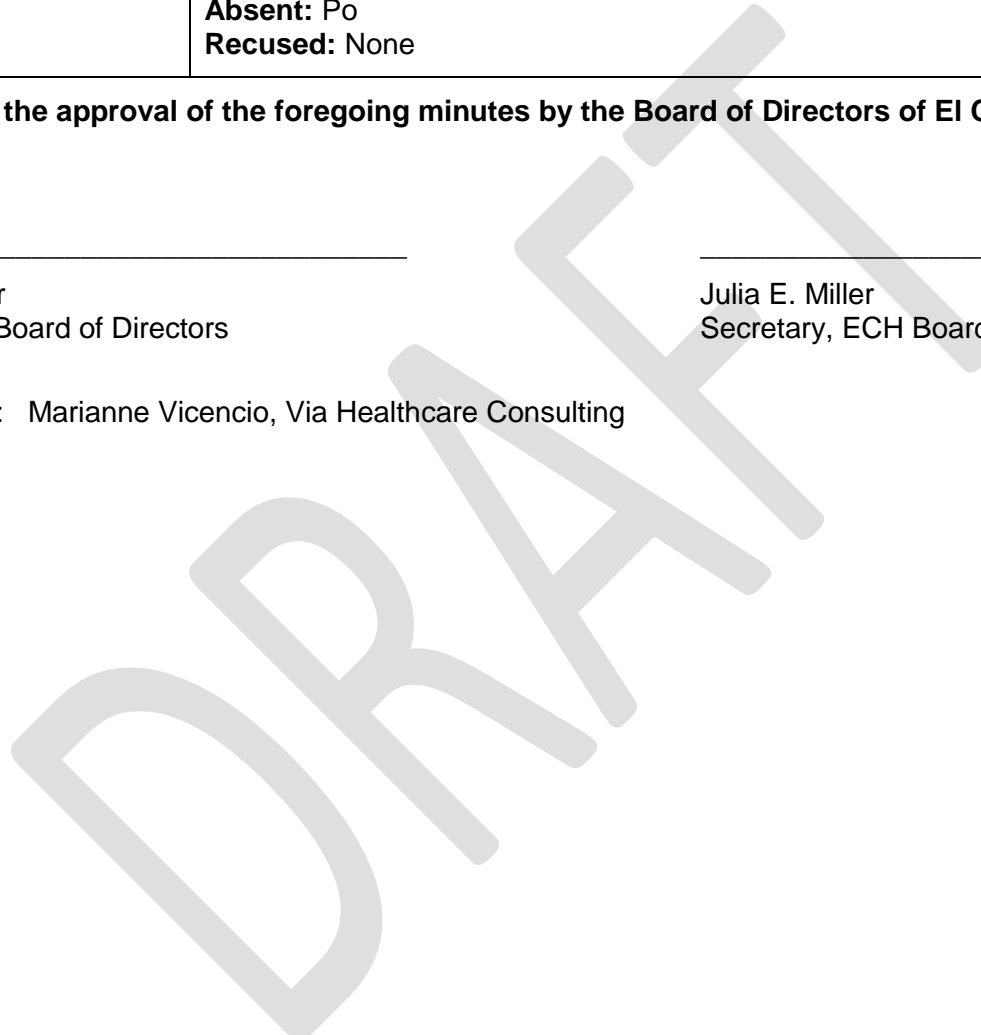 Absent: Po
Recused: None
the approval of the foregoing minutes by the Board of Directors of El
r
Julia E. Miller
Board of Directors
Secretary, ECH Board
: Marianne Vicencio, Via Healthcare Consulting
DRAFT